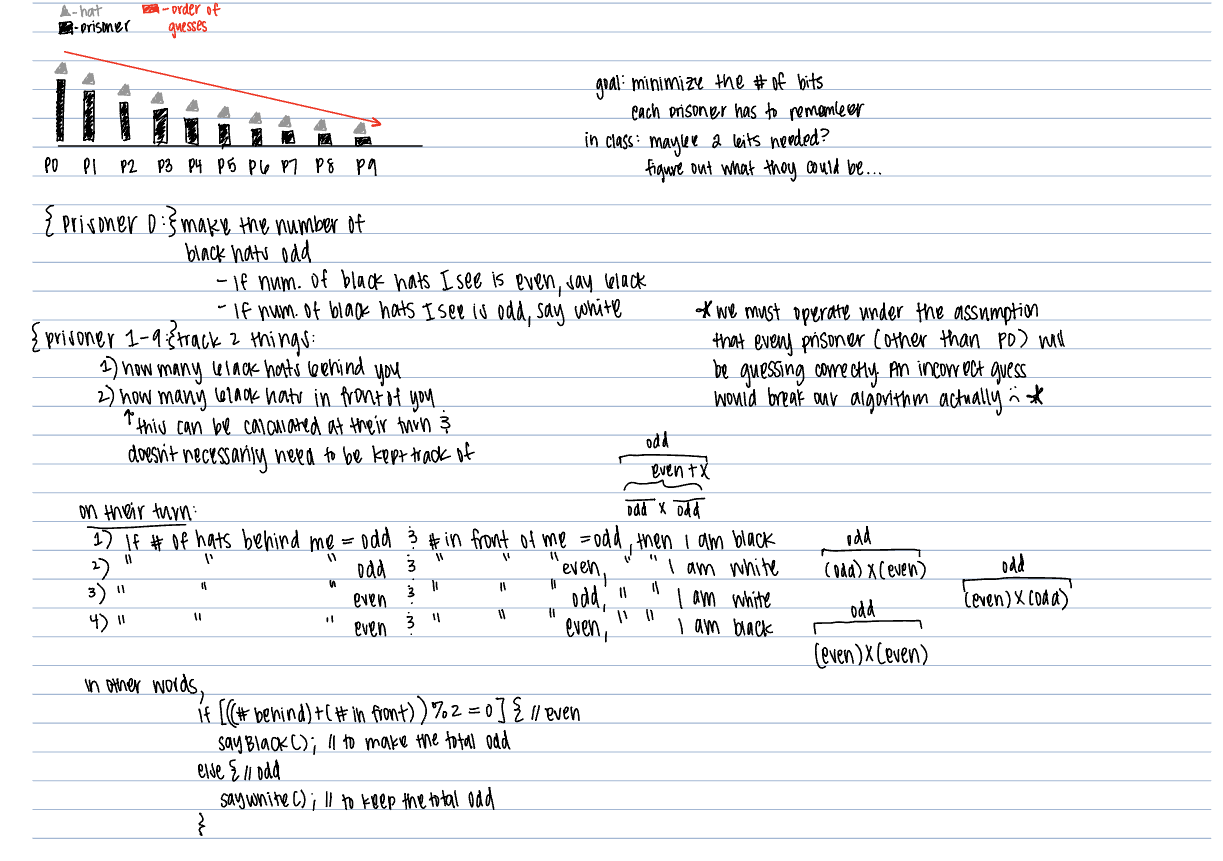 ▲-hat ■-order of
■-prisoner guesses
goal: minimize the # of bits
each prisoner has to remember
in class: maybe 2 bits needed?
figure out what they could be...
P0 P1 P2 P3 P4 P5 P6 P7 P8 P9
{prisoner 0:} make the number of
black hats odd
- if num. of black hats I see is even, say black
- if num. of black hats I see is odd, say white
{prisoner 1-9:} track 2 things:
1) how many black hats behind you
2) how many black hats in front of you
↑ this can be calculated at their turn &
doesn't necessarily need to be kept track of
* we must operate under the assumption
that every prisoner (other than P0) will
be guessing correctly. An incorrect guess
would break our algorithm actually :( *
odd
even + X
odd X odd
on their turn:
1) If # of hats behind me = odd & # in front of me = odd, then I am black
2) " " " odd & " " " even, " " I am white
3) " " " even & " " " odd, " " I am white
4) " " " even & " " " even, " " I am black
odd
(odd) X (even)
odd
(even) X (odd)
odd
(even) X (even)
in other words,
if [((# behind) + (# in front)) % 2 = 0] { // even
sayBlack(); // to make the total odd
else { // odd
saywhite(); // to keep the total odd
}